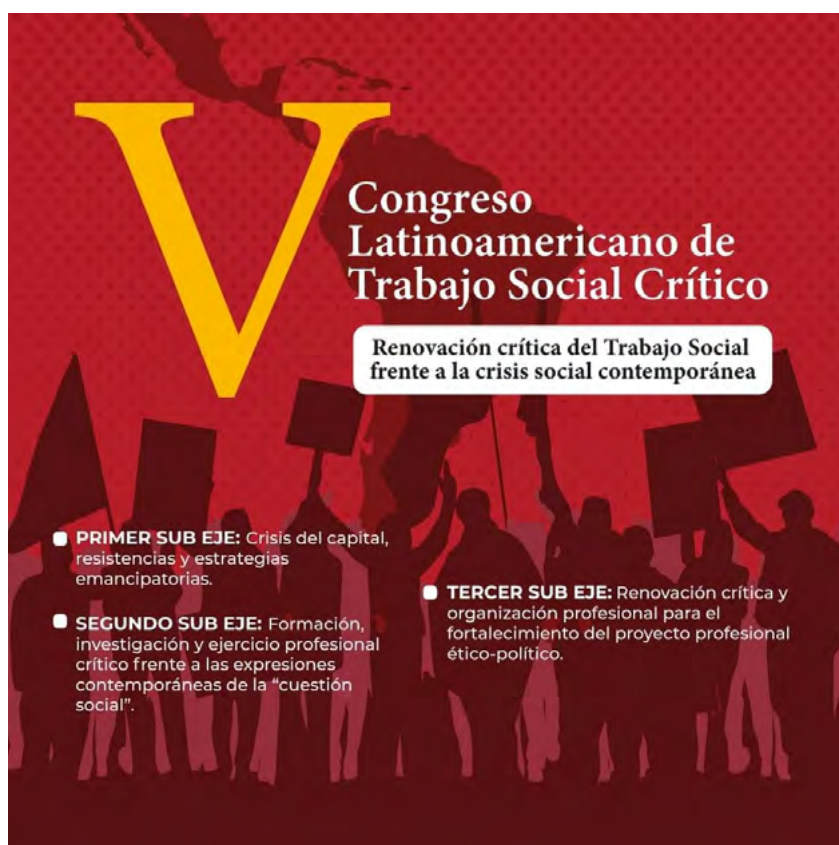 V
Congreso
Latinoamericano de
Trabajo Social Crítico
Renovación crítica del Trabajo Social
frente a la crisis social contemporánea
PRIMER SUB EJE: Crisis del capital,
resistencias y estrategias
emancipatorias.
SEGUNDO SUB EJE: Formación,
investigación y ejercicio profesional
crítico frente a las expresiones
contemporáneas de la “cuestión
social”.
TERCER SUB EJE: Renovación crítica y
organización profesional para el
fortalecimiento del proyecto profesional
ético-político.